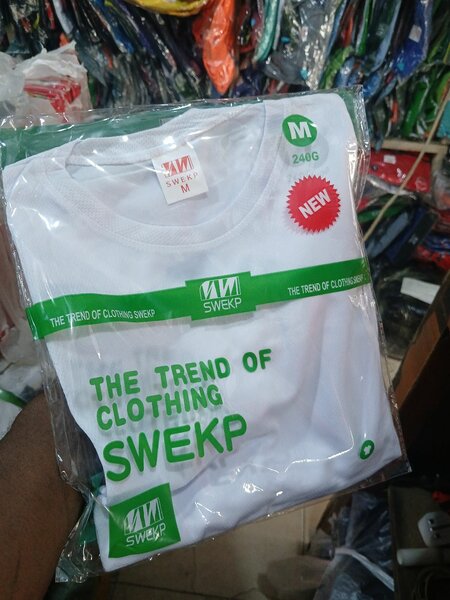 M
240G
SWEKP
M
NEW
SWEKP
THE TREND OF CLOTHING SWEKP
THE TREND OF CLOTHING SWEKP
THE TREND OF
CLOTHING
SWEKP
SWEKP